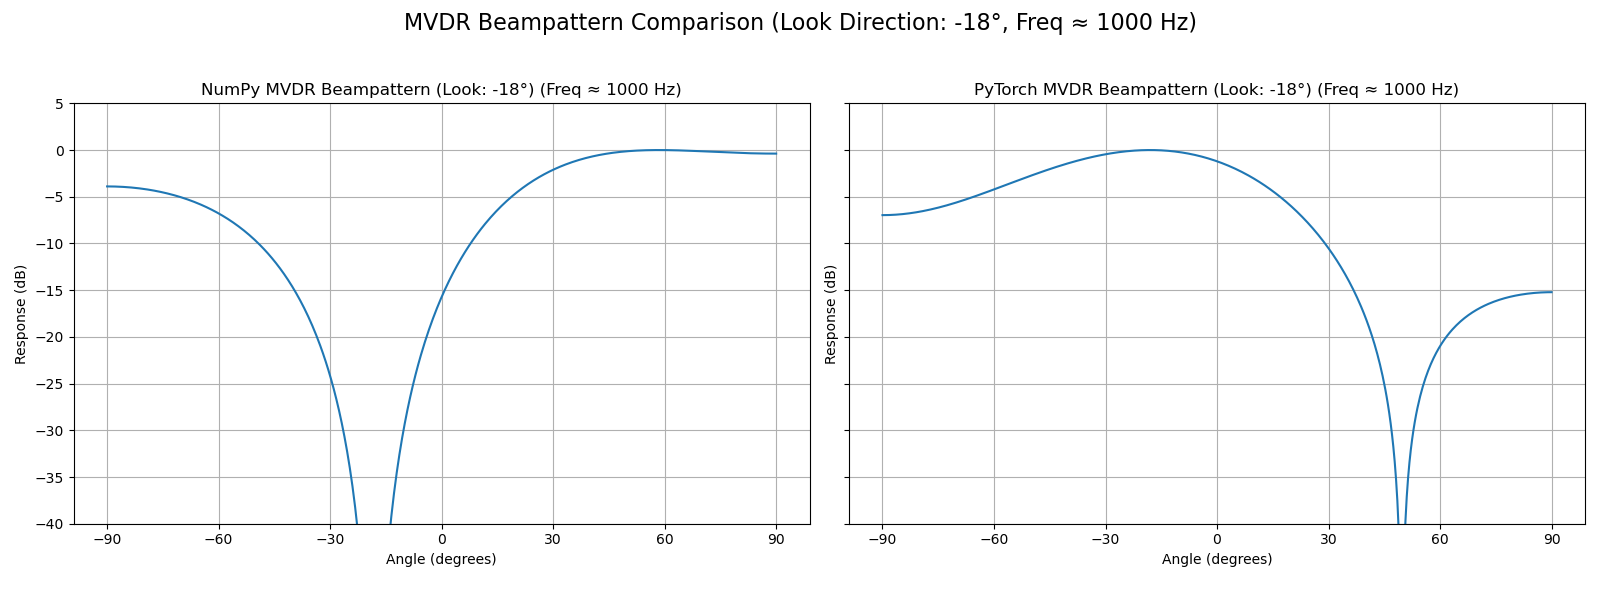 MVDR Beampattern Comparison (Look Direction: -18°, Freq ≈ 1000 Hz)
NumPy MVDR Beampattern (Look: -18°) (Freq ≈ 1000 Hz)
5
0
−5
−10
−15
−20
−25
−30
−35
−40
Response (dB)
−90 −60 −30 0 30 60 90
Angle (degrees)
PyTorch MVDR Beampattern (Look: -18°) (Freq ≈ 1000 Hz)
Response (dB)
−90 −60 −30 0 30 60 90
Angle (degrees)